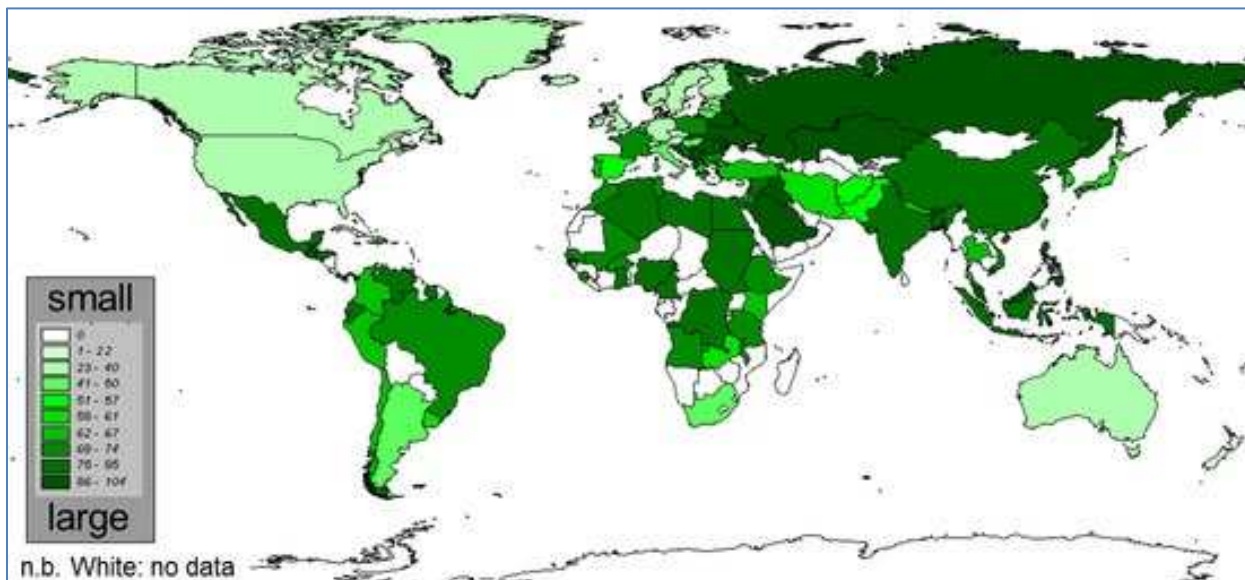 small
0
1 - 22
23 - 40
41 - 50
51 - 57
58 - 61
62 - 67
68 - 74
75 - 85
86 - 104
large
n.b. White: no data